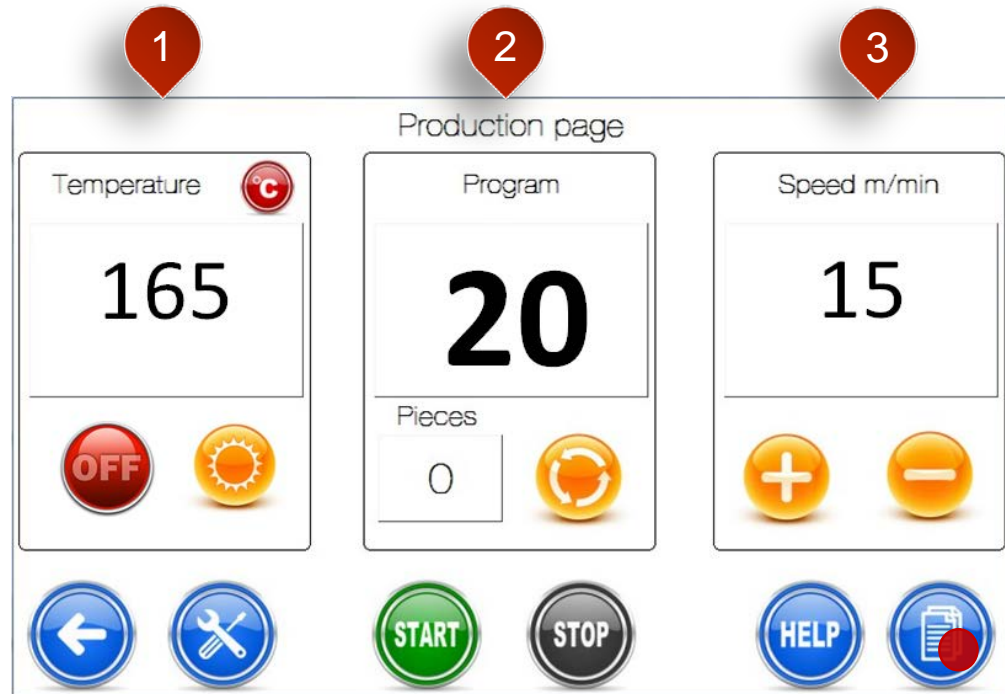 1 2 3
Production page
Temperature °C
165
OFF
Program
20
Pieces
0
Speed m/min
15
START STOP HELP